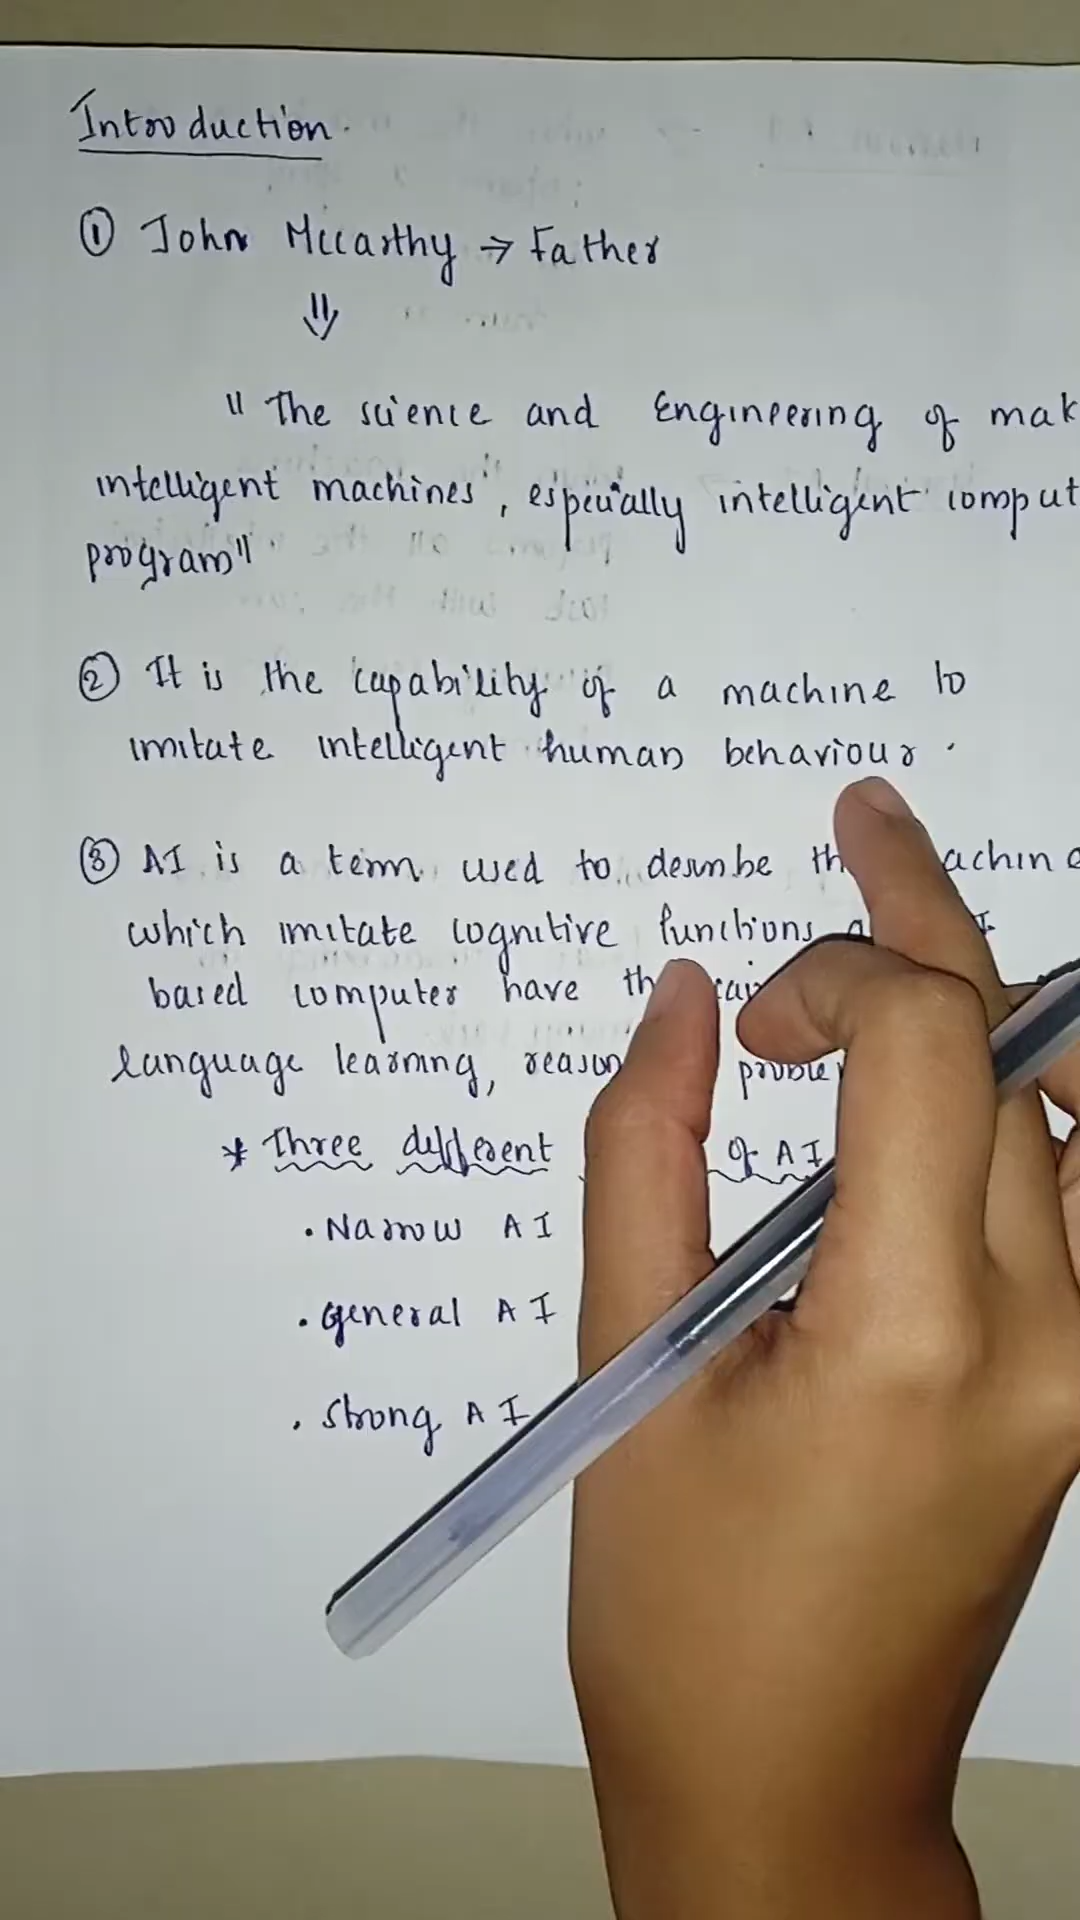 Introduction.
① John Mccarthy → Father
"The science and Engineering of mak
intelligent machines", especially intelligent comput
program".
② It is the capability of a machine to
imitate intelligent human behaviour.
③ AI is a term used to describe th achine
which imitate cognitive functions
based computer have th
language learning, reason proble
* Three different of AI
. Narrow AI
. general AI
. Strong AI